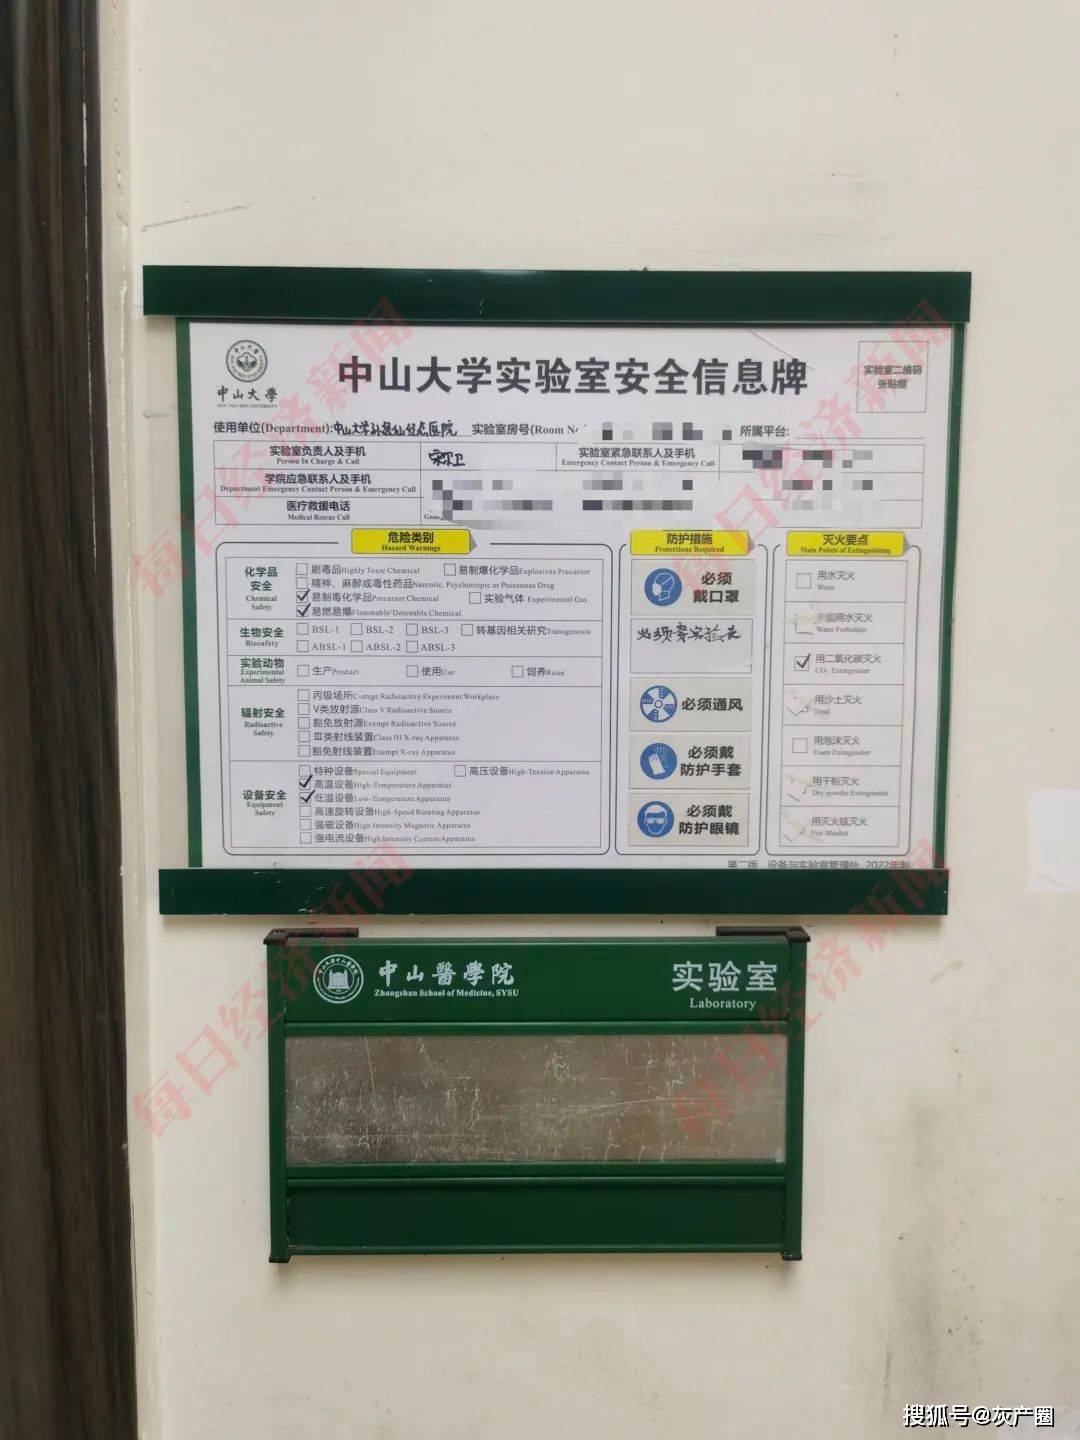 中山大学
SUN YAT-SEN UNIVERSITY
中山大学实验室安全信息牌
实验室二维码
张贴框
使用单位(Department):中山大学孙逸仙纪念医院 实验室房号(Room No 所属平台:
实验室负责人及手机
Person In Charge & Call
宋尔卫
实验室紧急联系人及手机
Emergency Contact Person & Emergency Call
学院应急联系人及手机
Department Emergency Contact Person & Emergency Call
医疗救援电话
Medical Rescue Call
危险类别
Hazard Warnings
化学品
安全
Chemical
Safety
剧毒品Highly Toxic Chemical 易制爆化学品Explosives Precursor
精神、麻醉或毒性药品Narcotic, Psychotropic or Poisonous Drug
易制毒化学品Precursor Chemical 实验气体 Experimental Gas
易燃易爆Flammable/Detonable Chemical
生物安全
Biosafety
BSL-1 BSL-2 BSL-3 转基因相关研究Transgenosis
ABSL-1 ABSL-2 ABSL-3
实验动物
Experimental
Animal Safety
生产Product 使用Use 饲养Raise
辐射安全
Radioactive
Safety
丙级场所C-stage Radioactive Experiment Workplace
V类放射源Class V Radioactive Source
豁免放射源Exempt Radioactive Source
III类射线装置Class III X-ray Apparatus
豁免射线装置Exempt X-ray Apparatus
设备安全
Equipment
Safety
特种设备Special Equipment 高压设备High-Tension Apparatus
高温设备High-Temperature Apparatus
低温设备Low-Temperature Apparatus
高速旋转设备High-Speed Rotating Apparatus
强磁设备High Intensity Magnetic Apparatus
强电流设备High Intensity Current Apparatus
防护措施
Protections Required
必须
戴口罩
必须穿实验衣
必须通风
必须戴
防护手套
必须戴
防护眼镜
灭火要点
Main Points of Extinguishing
用水灭火
Water
不能用水灭火
Water Forbidden
用二氧化碳灭火
CO₂ Extinguisher
用沙土灭火
Sand
用泡沫灭火
Foam Extinguisher
用干粉灭火
Dry-powder Extinguisher
用灭火毯灭火
Fire Blanket
第二版 设备与实验室管理处 2022年制
中山醫學院
Zhongshan School of Medicine, SYSU
实验室
Laboratory
每日经济新闻
每日经济新闻
每日经济新闻
每日经济新闻
搜狐号@灰产圈